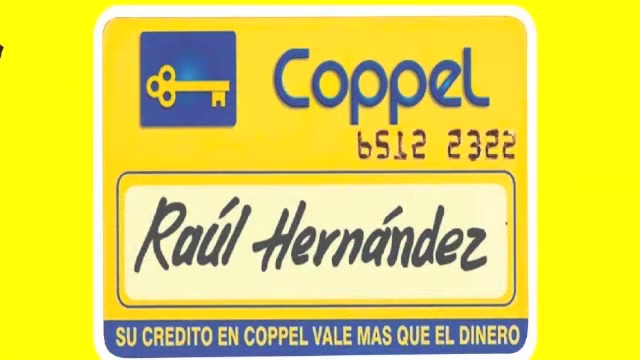 Coppel
6512 2322
Raúl Hernández
SU CREDITO EN COPPEL VALE MAS QUE EL DINERO